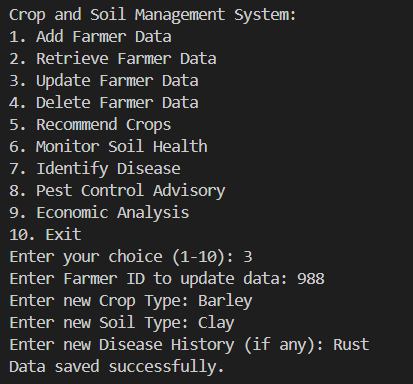 Crop and Soil Management System:
1. Add Farmer Data
2. Retrieve Farmer Data
3. Update Farmer Data
4. Delete Farmer Data
5. Recommend Crops
6. Monitor Soil Health
7. Identify Disease
8. Pest Control Advisory
9. Economic Analysis
10. Exit
Enter your choice (1-10): 3
Enter Farmer ID to update data: 988
Enter new Crop Type: Barley
Enter new Soil Type: Clay
Enter new Disease History (if any): Rust
Data saved successfully.